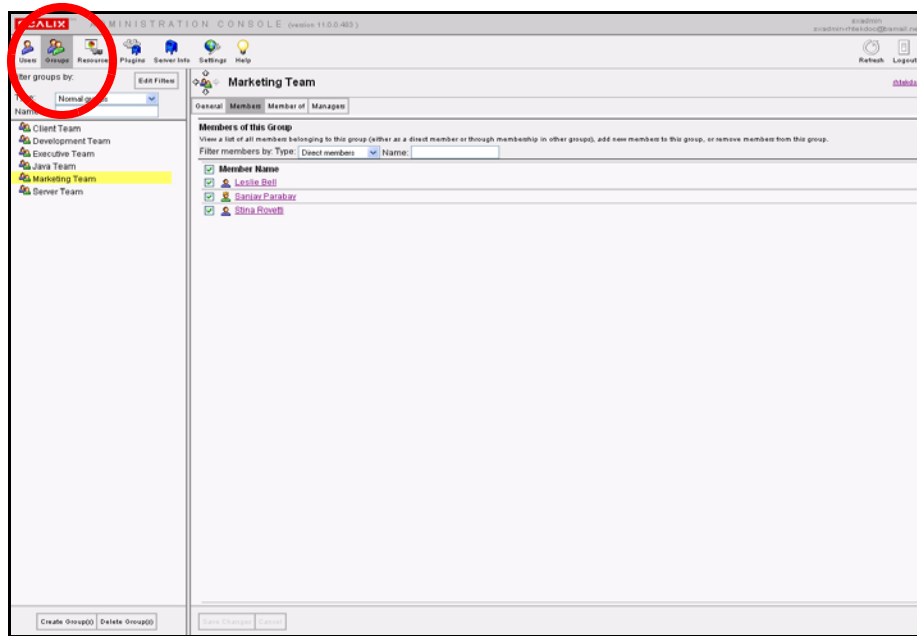 SCALIX ADMINISTRATION CONSOLE (version 11.0.0.483)
sxadmin
Users Groups Resources Plugins Server Info Settings Help
Refresh Logout
Filter groups by:
Edit Filters
Type: Normal groups
Name:
Client Team
Development Team
Executive Team
Java Team
Marketing Team
Server Team
Marketing Team
General Members Member of Managers
Members of this Group
View a list of all members belonging to this group (either as a direct member or through membership in other groups), add new members to this group, or remove members from this group.
Filter members by: Type: Direct members Name:
Member Name
Leslie Bell
Sanjay Parabay
Stina Rovetti
Create Group(s) Delete Group(s)
Save Changes Cancel